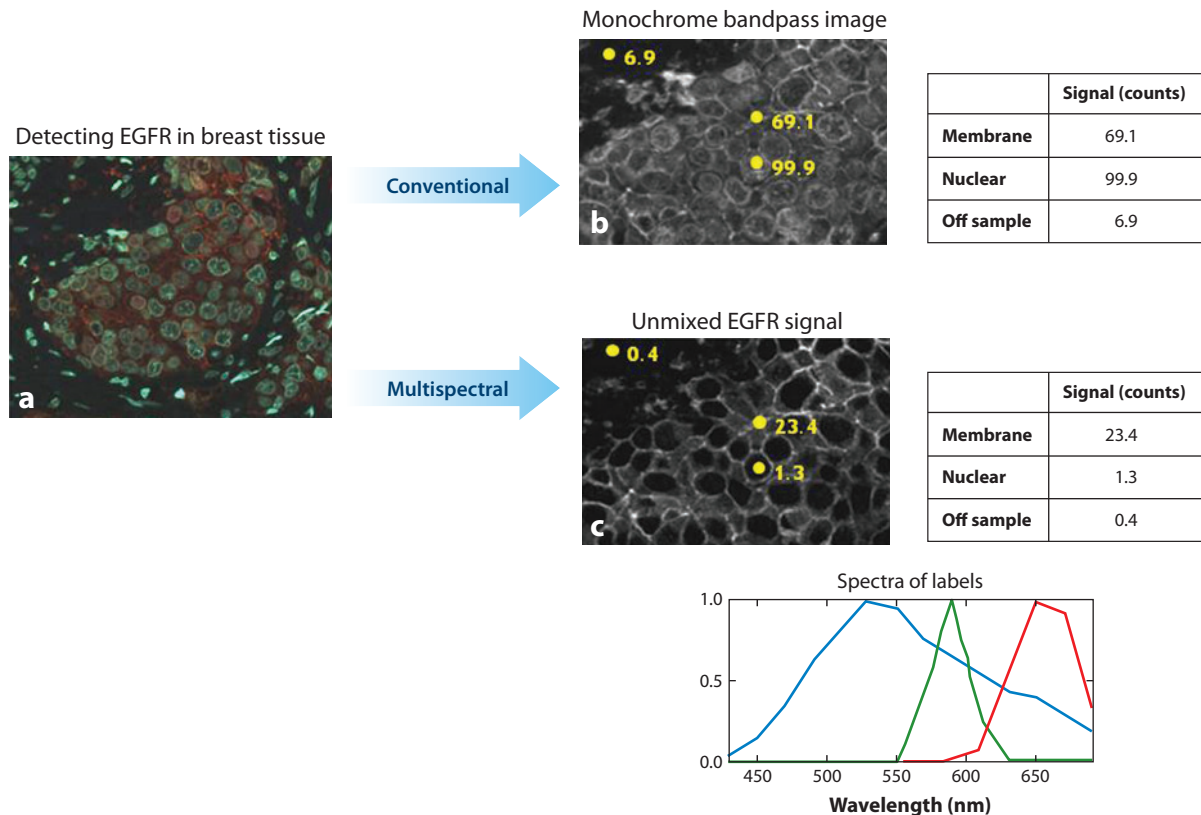 Detecting EGFR in breast tissue
a
Conventional
Monochrome bandpass image
6.9
69.1
99.9
b
Signal (counts)
Membrane 69.1
Nuclear 99.9
Off sample 6.9
Multispectral
Unmixed EGFR signal
0.4
23.4
1.3
c
Signal (counts)
Membrane 23.4
Nuclear 1.3
Off sample 0.4
Spectra of labels
1.0
0.5
0.0
450 500 550 600 650
Wavelength (nm)